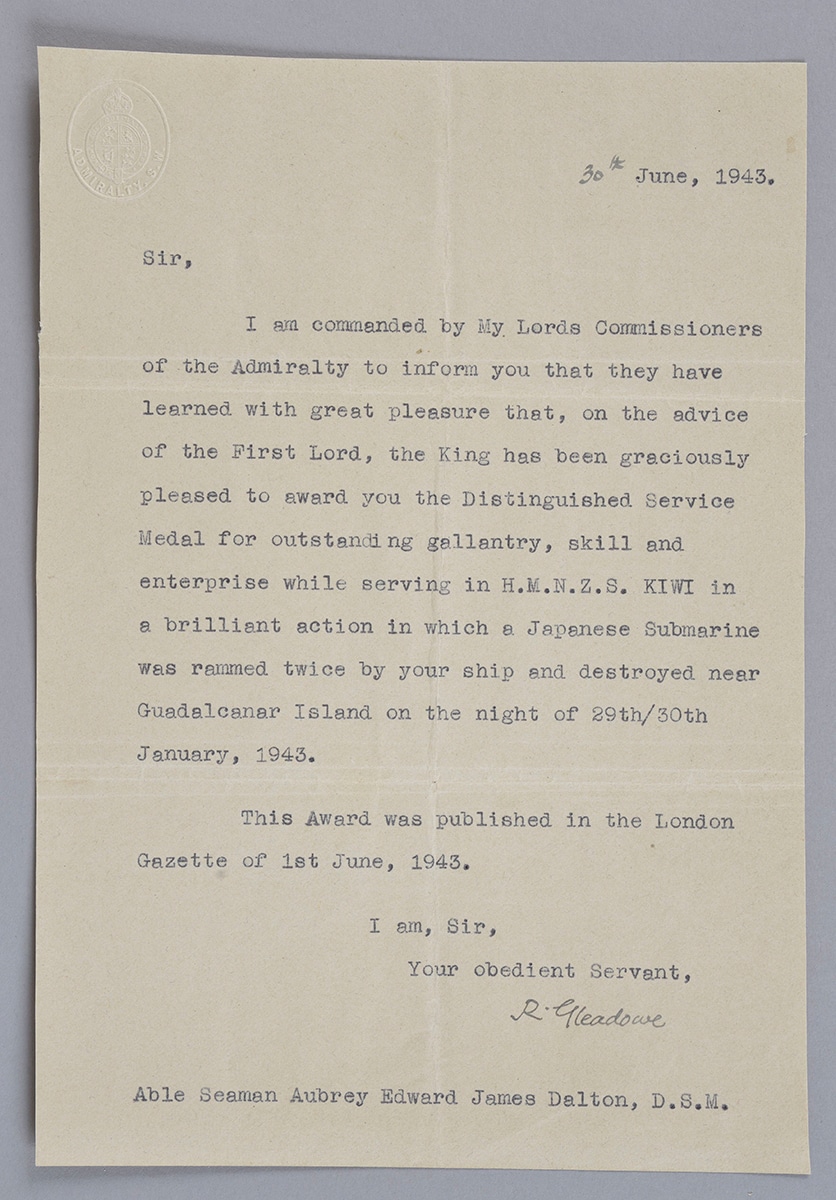 ADMIRALTY. S.W.
30th June, 1943.
Sir,
I am commanded by My Lords Commissioners
of the Admiralty to inform you that they have
learned with great pleasure that, on the advice
of the First Lord, the King has been graciously
pleased to award you the Distinguished Service
Medal for outstanding gallantry, skill and
enterprise while serving in H.M.N.Z.S. KIWI in
a brilliant action in which a Japanese Submarine
was rammed twice by your ship and destroyed near
Guadalcanar Island on the night of 29th/30th
January, 1943.
This Award was published in the London
Gazette of 1st June, 1943.
I am, Sir,
Your obedient Servant,
R. Gleadowe
Able Seaman Aubrey Edward James Dalton, D.S.M.